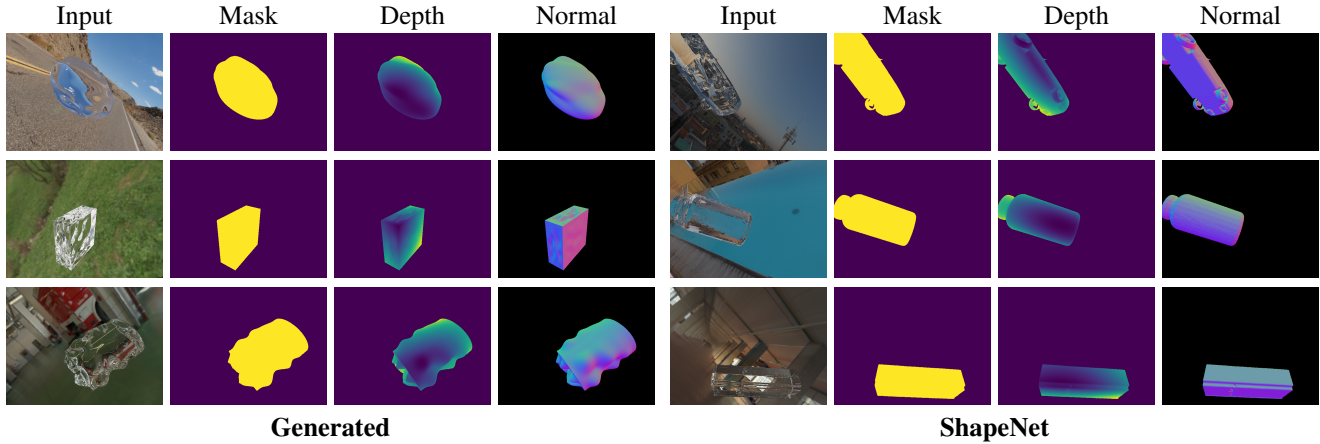 Input Mask Depth Normal Input Mask Depth Normal
Generated ShapeNet